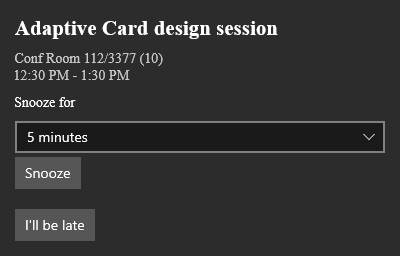 Adaptive Card design session
Conf Room 112/3377 (10)
12:30 PM - 1:30 PM
Snooze for
5 minutes
Snooze
I'll be late